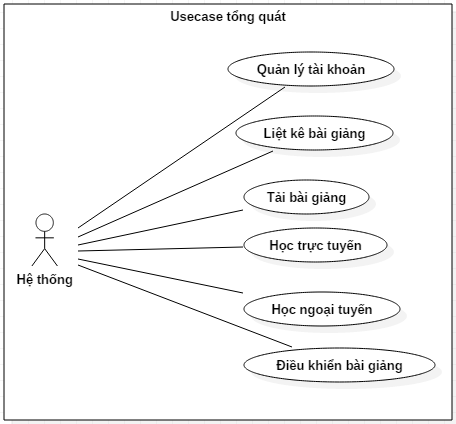 Usecase tổng quát
Quản lý tài khoản
Liệt kê bài giảng
Tải bài giảng
Học trực tuyến
Hệ thống
Học ngoại tuyến
Điều khiển bài giảng